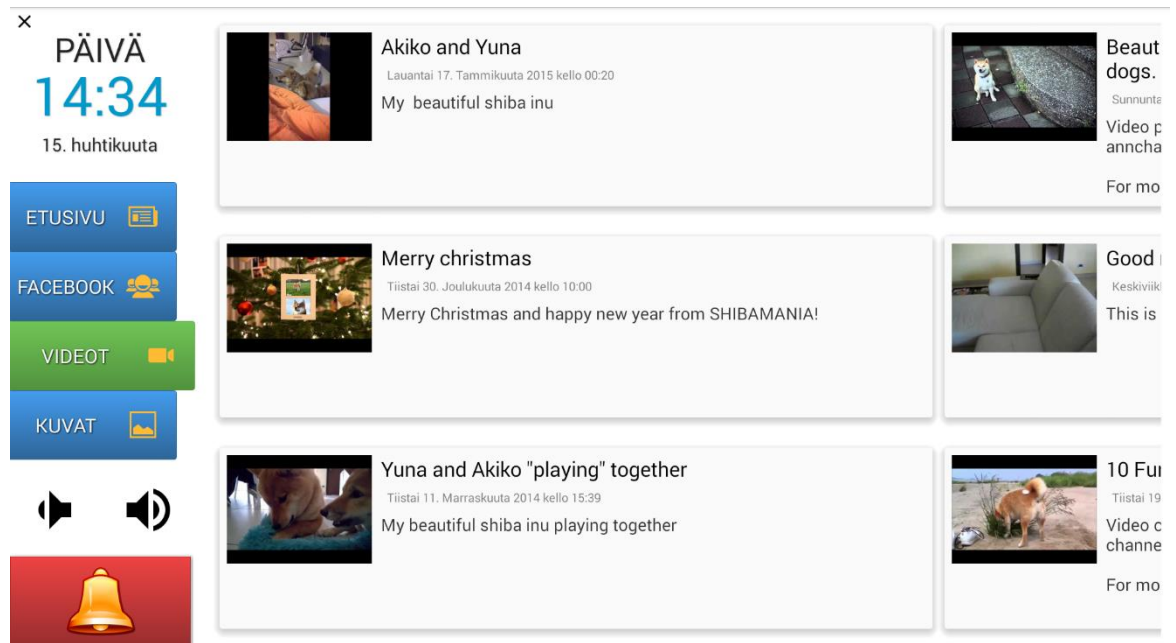 PÄIVÄ
14:34
15. huhtikuuta
ETUSIVU
FACEBOOK
VIDEOT
KUVAT
Akiko and Yuna
Lauantai 17. Tammikuuta 2015 kello 00:20
My beautiful shiba inu
Merry christmas
Tiistai 30. Joulukuuta 2014 kello 10:00
Merry Christmas and happy new year from SHIBAMANIA!
Yuna and Akiko "playing" together
Tiistai 11. Marraskuuta 2014 kello 15:39
My beautiful shiba inu playing together
Beaut
dogs.
Sunnunta
Video p
anncha
For mo
Good
Keskiviik
This is
10 Fu
Tiistai 19
Video c
channe
For mo